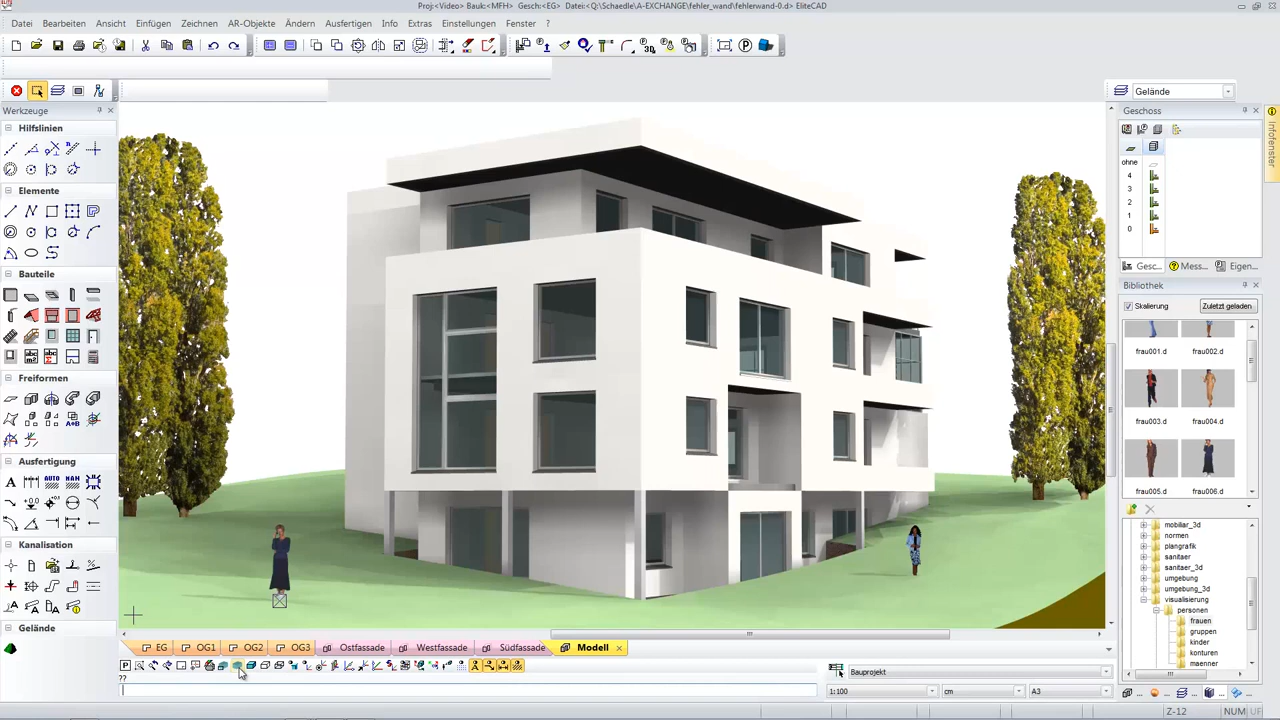 Proj:<Video> Bauk:<MFH> Gesch:<EG> Datei:<Q:\Schaedle\A-EXCHANGE\fehler_wand\fehlerwand-0.d> EliteCAD
Datei Bearbeiten Ansicht Einfügen Zeichnen AR-Objekte Ändern Ausfertigen Info Extras Einstellungen Fenster ?
Gelände
Werkzeuge
Geschoss
Infofenster
Hilfslinien
ohne
4
3
2
1
0
Elemente
Gesc... Mess... Eigen...
Bauteile
Bibliothek
Skalierung Zuletzt geladen
frau001.d frau002.d
frau003.d frau004.d
frau005.d frau006.d
Freiformen
Ausfertigung
AUTO NAH
Kanalisation
mobiliar_3d
normen
plangrafik
sanitaer
sanitaer_3d
umgebung
umgebung_3d
visualisierung
personen
frauen
gruppen
kinder
konturen
maenner
Gelände
EG OG1 OG2 OG3 Ostfassade Westfassade Südfassade Modell
Bauprojekt
??
1:100 cm A3
Z-12 NUM UF